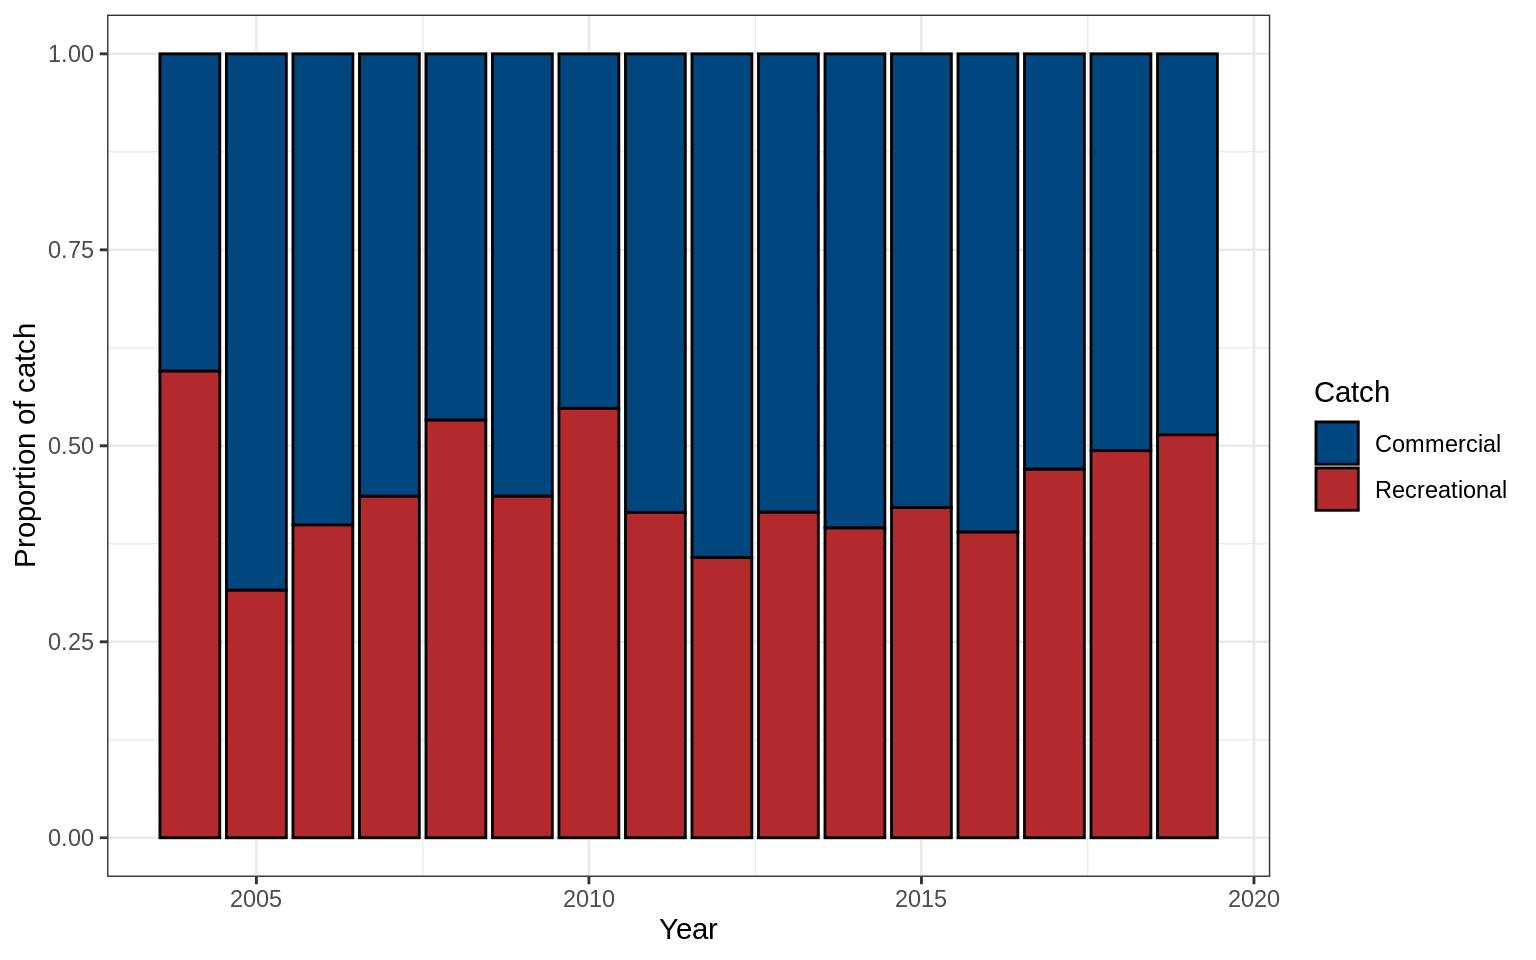 1.00
0.75
0.50
0.25
0.00
Proportion of catch
2005 2010 2015 2020
Year
Catch
Commercial
Recreational